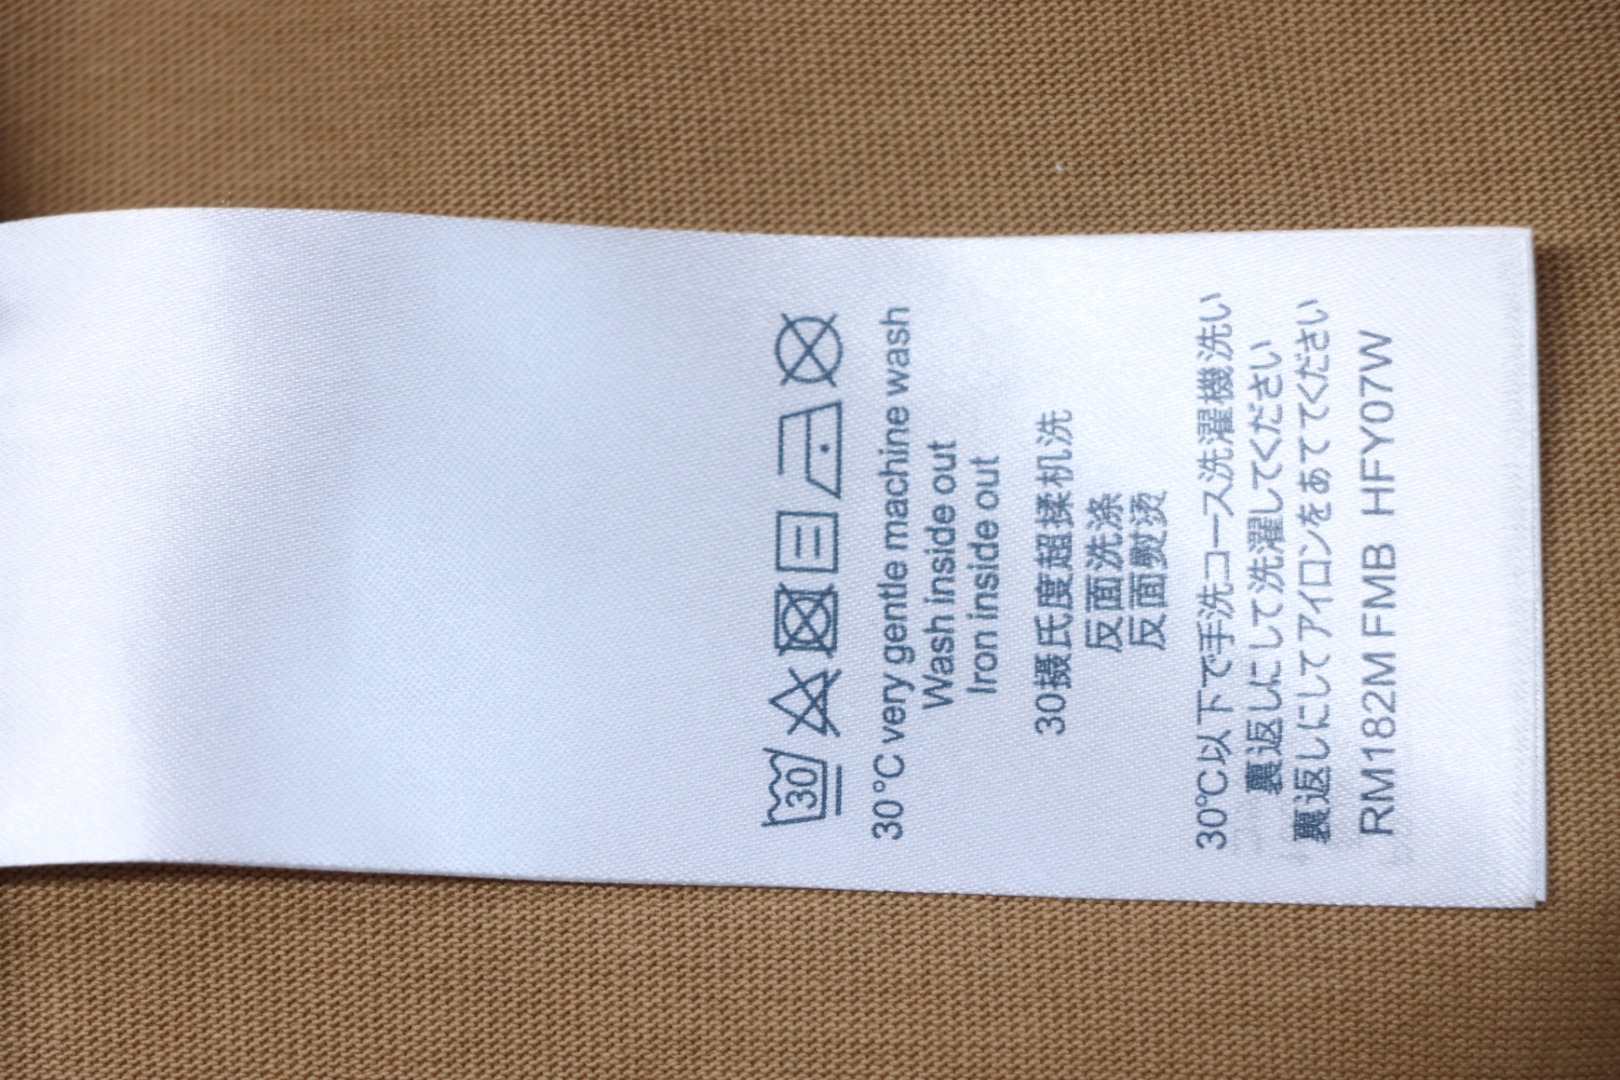 30
30°C very gentle machine wash
Wash inside out
Iron inside out
30摄氏度超揉机洗
反面洗涤
反面熨烫
30℃以下で手洗コース洗濯機洗い
裏返しにして洗濯してください
裏返しにしてアイロンをあててください
RM182M FMB HFY07W